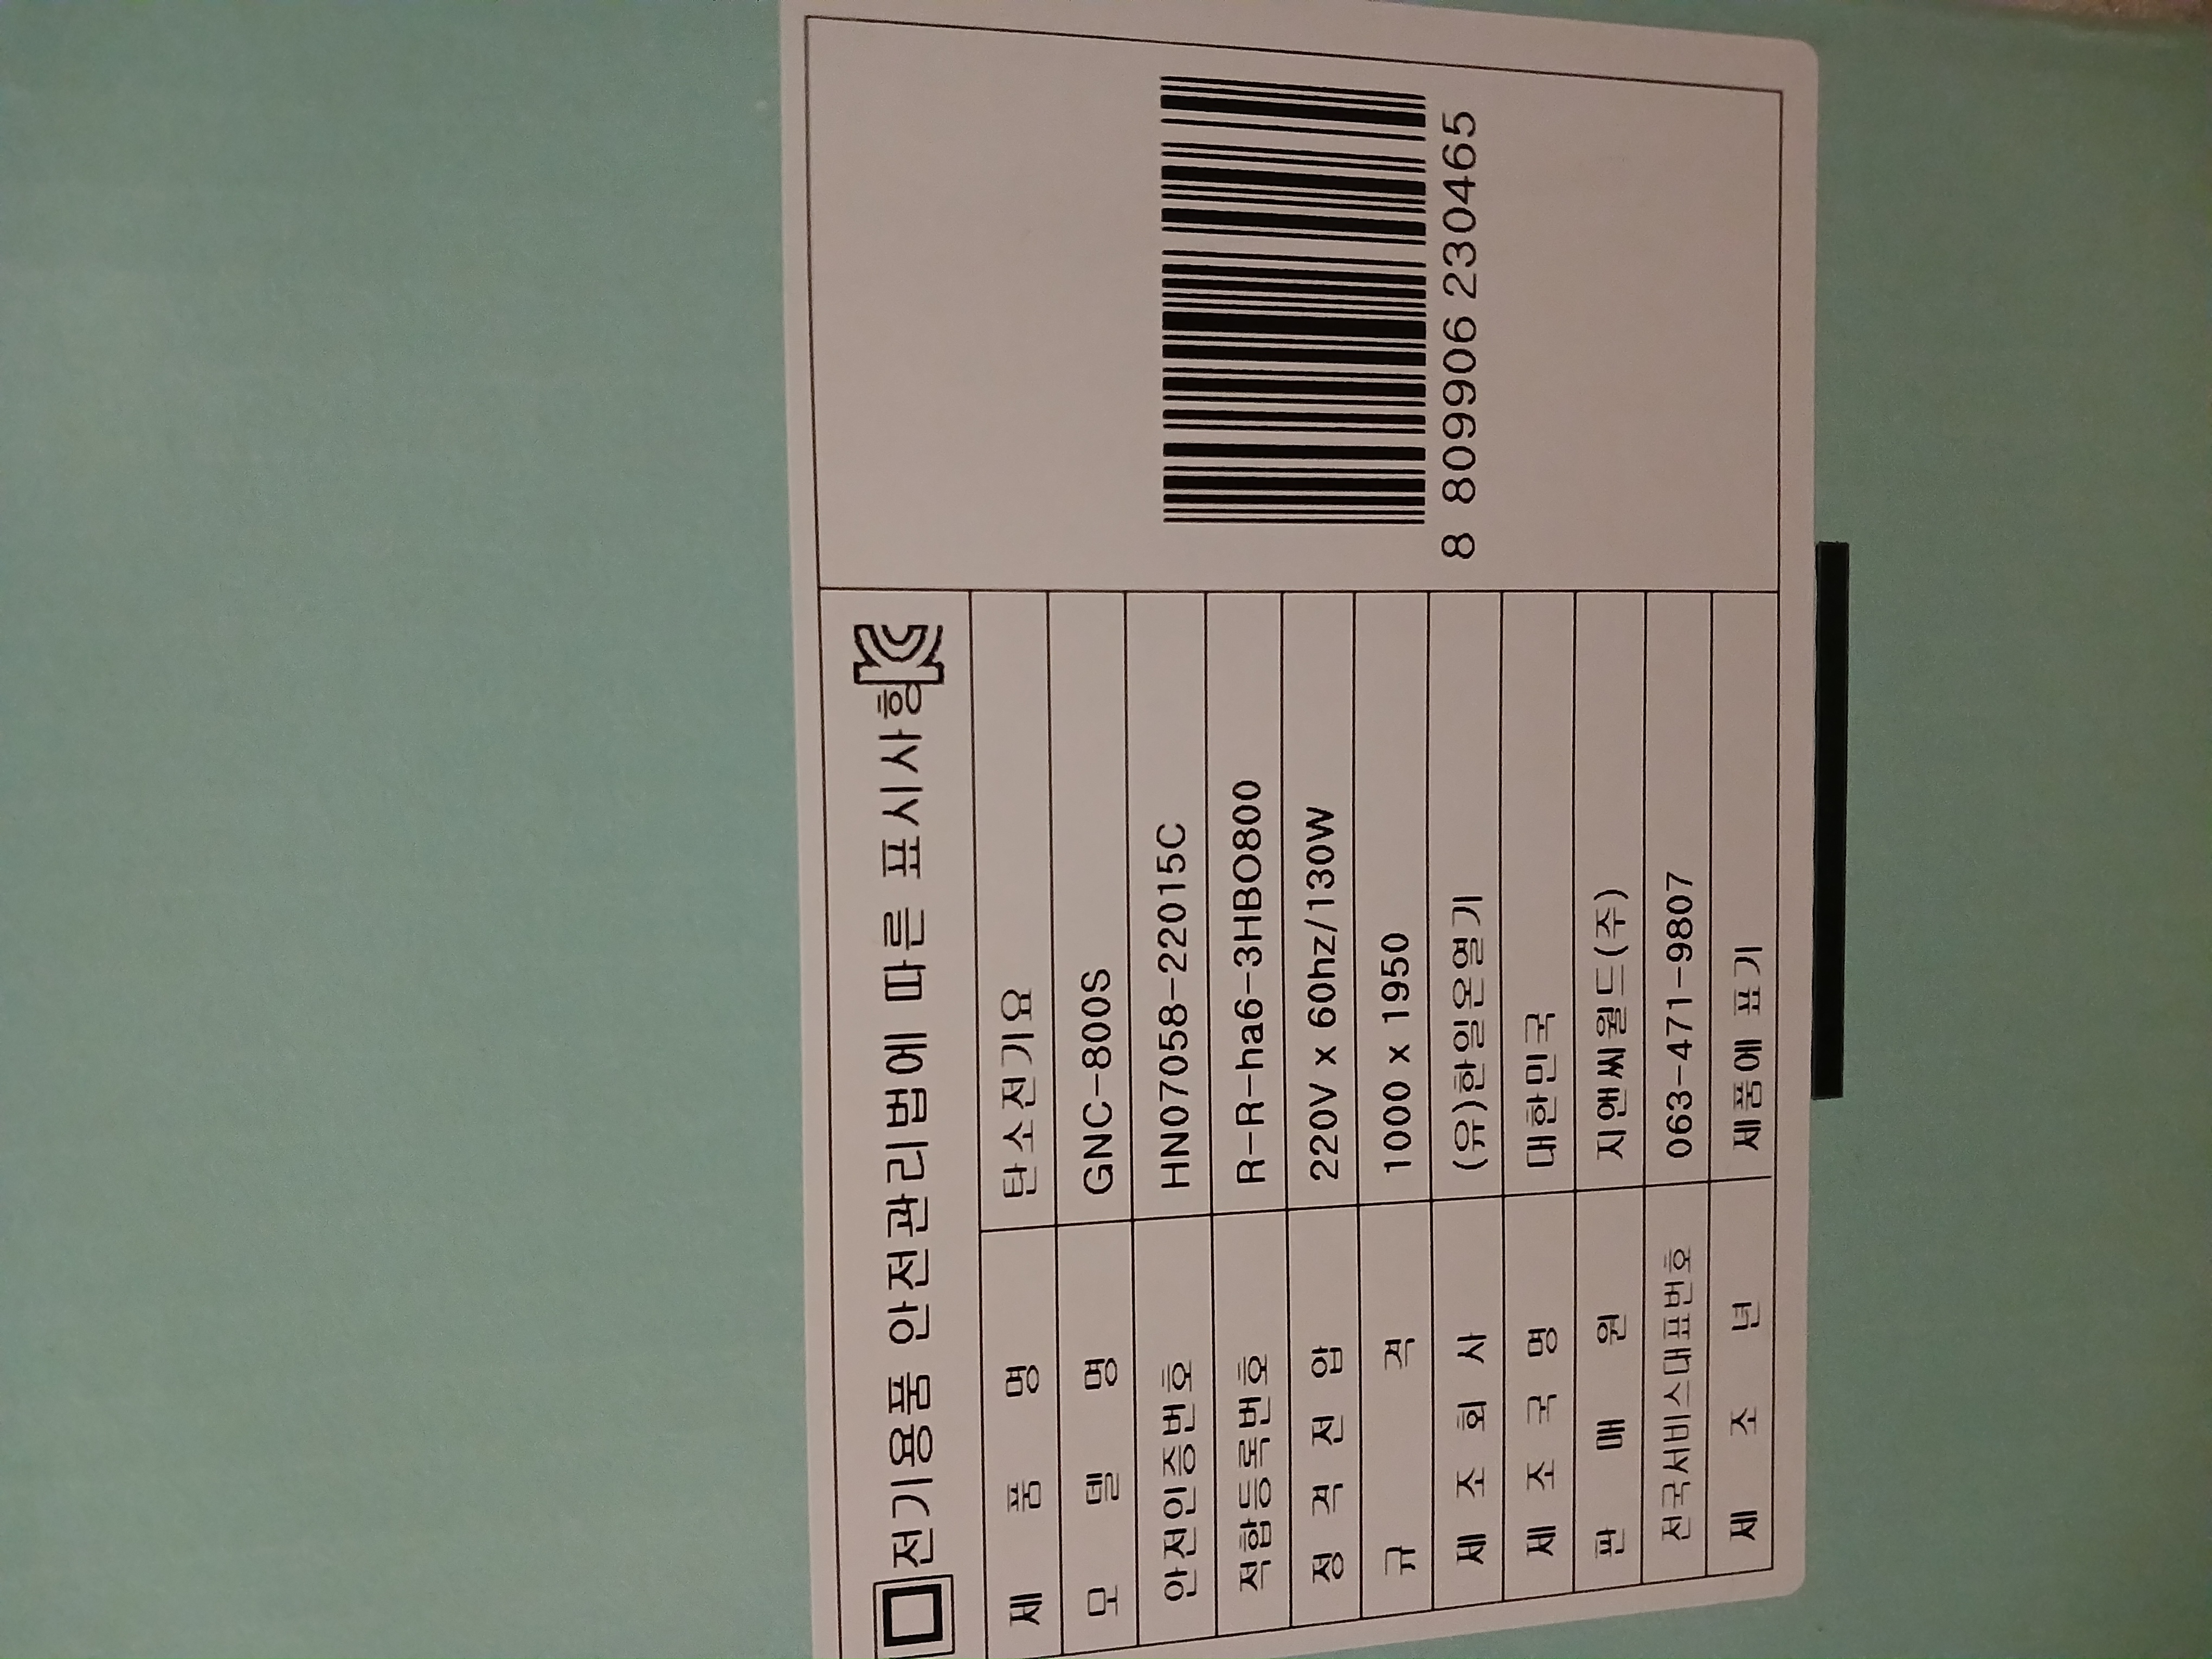 전기용품 안전관리법에 따른 표시사항
제 품 명 탄소전기요
모 델 명 GNC-800S
안전인증번호 HN07058-22015C
적합등록번호 R-R-ha6-3HBO800
정 격 전 압 220V x 60hz/130W
규 격 1000 x 1950
제 조 회 사 (유)한일온열기
제 조 국 명 대한민국
판 매 원 지앤씨월드(주)
전국서비스대표번호 063-471-9807
제 조 년 제품에 표기
8 809906 230465